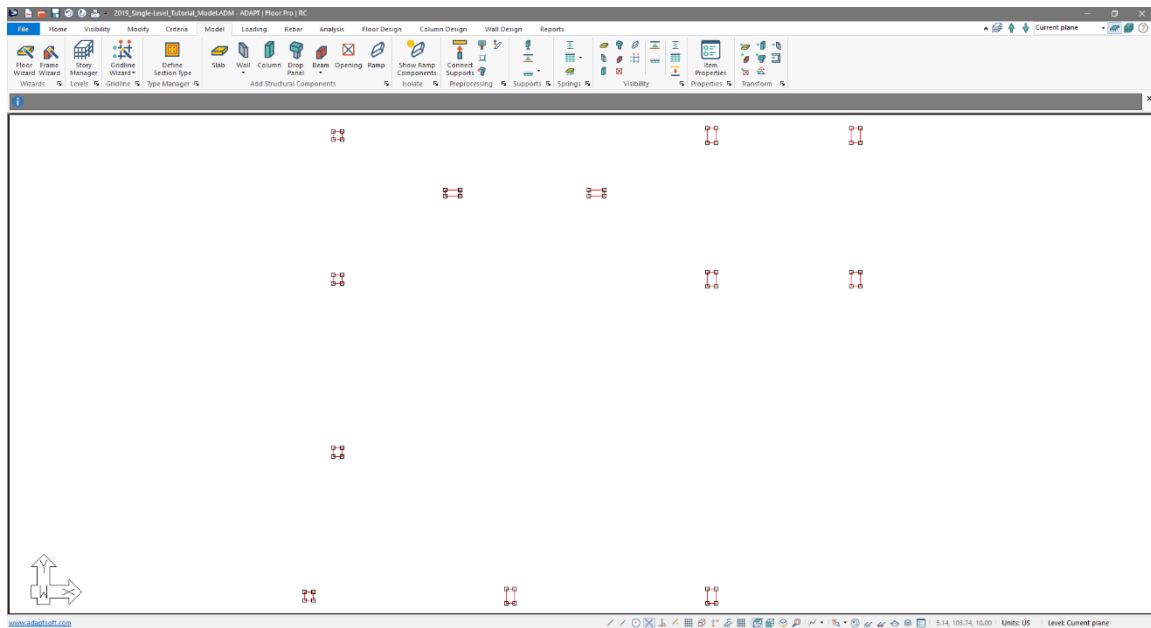 2019_Single-Level_Tutorial_Model.ADM - ADAPT | Floor Pro | RC
File Home Visibility Modify Criteria Model Loading Rebar Analysis Floor Design Column Design Wall Design Reports Current plane
Floor Wizard
Frame Wizard
Story Manager
Gridline Wizard
Define Section Type
Slab
Wall
Column
Drop Panel
Beam
Opening
Ramp
Show Ramp Components
Connect Supports
Item Properties
Wizards Levels Gridline Type Manager Add Structural Components Isolate Preprocessing Supports Springs Visibility Properties Transform
Y
W X
www.adaptsoft.com 5.14, 103.74, 10.00 Units: US Level: Current plane